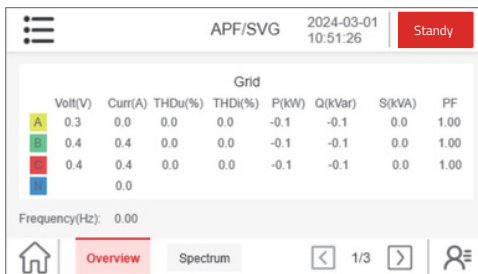 APF/SVG 2024-03-01 10:51:26 Standy
Grid
Volt(V) Curr(A) THDu(%) THDi(%) P(kW) Q(kVar) S(kVA) PF
A 0.3 0.0 0.0 0.0 -0.1 -0.1 0.0 1.00
B 0.4 0.4 0.0 0.0 -0.1 -0.1 0.0 1.00
C 0.4 0.4 0.0 0.0 -0.1 -0.1 0.0 1.00
N 0.0
Frequency(Hz): 0.00
Overview Spectrum 1/3